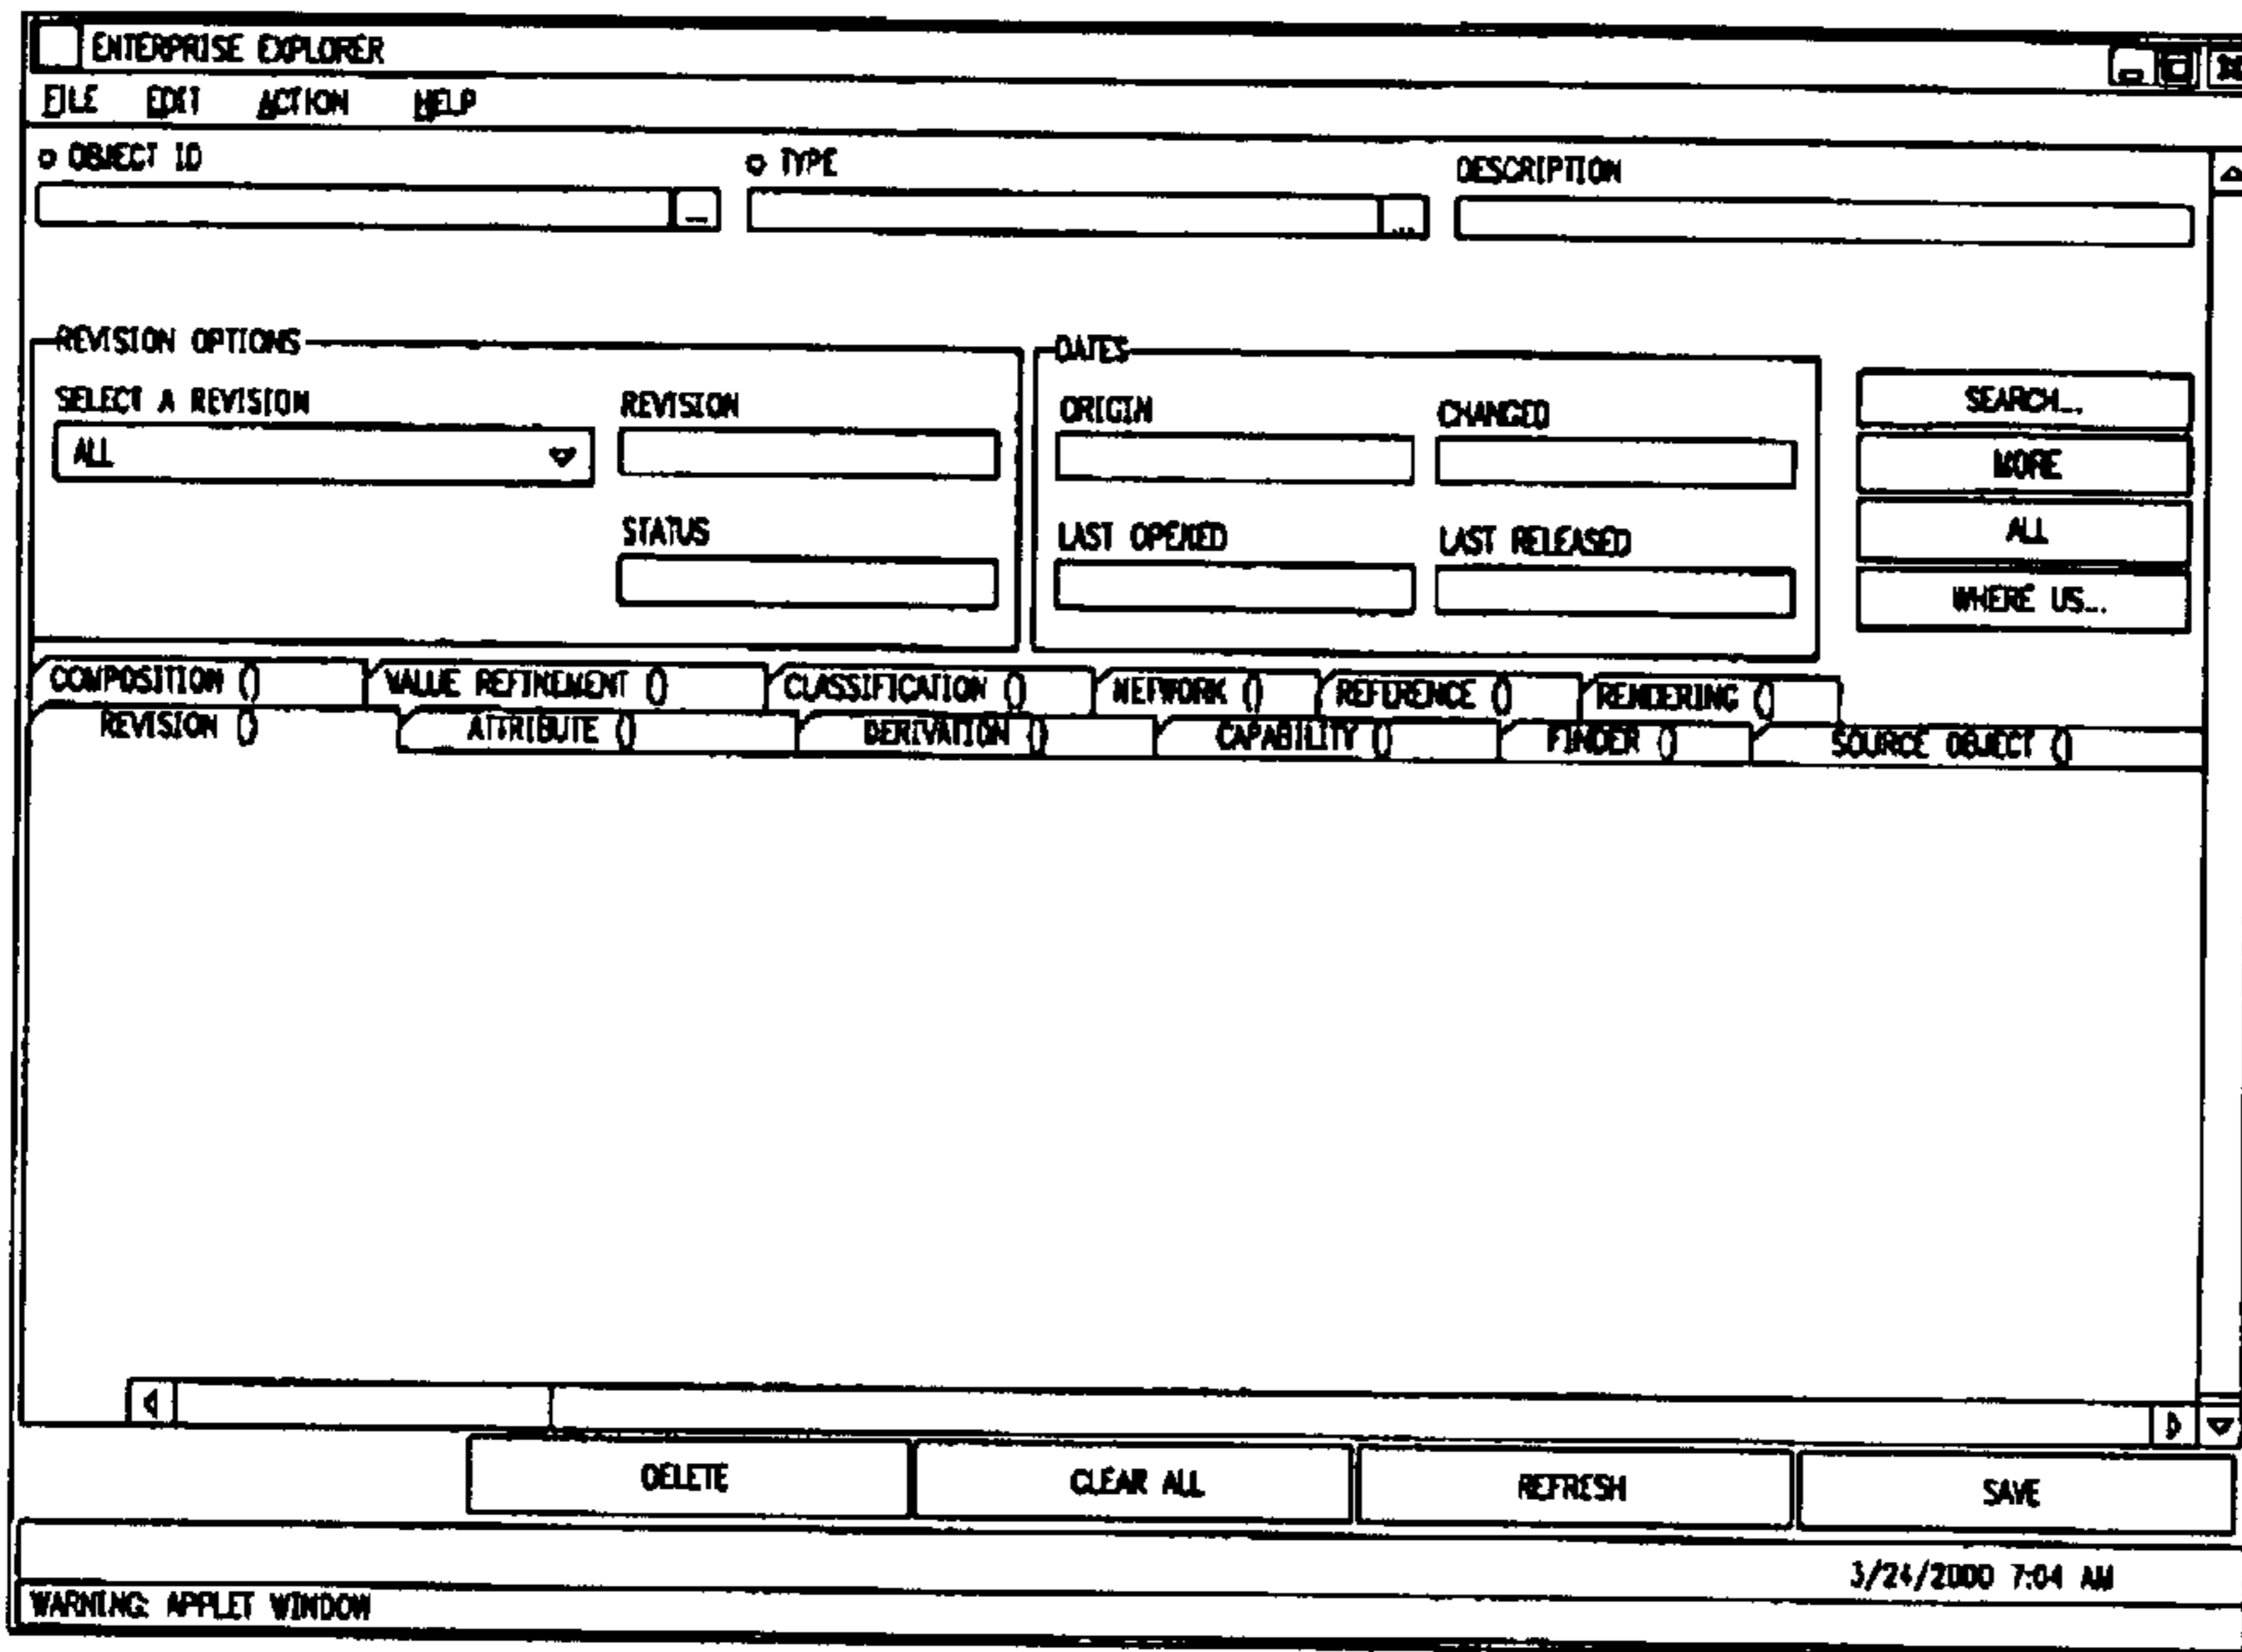 ENTERPRISE EXPLORER
FILE EDIT ACTION HELP
OBJECT ID TYPE DESCRIPTION
... ...
REVISION OPTIONS DATES
SELECT A REVISION REVISION ORIGIN CHANGED SEARCH...
ALL MORE
STATUS LAST OPENED LAST RELEASED ALL
WHERE US...
COMPOSITION () VALUE REFINEMENT () CLASSIFICATION () NETWORK () REFERENCE () RENDERING ()
REVISION () ATTRIBUTE () DERIVATION () CAPABILITY () FINDER () SOURCE OBJECT ()
DELETE CLEAR ALL REFRESH SAVE
3/24/2000 7:04 AM
WARNING: APPLET WINDOW